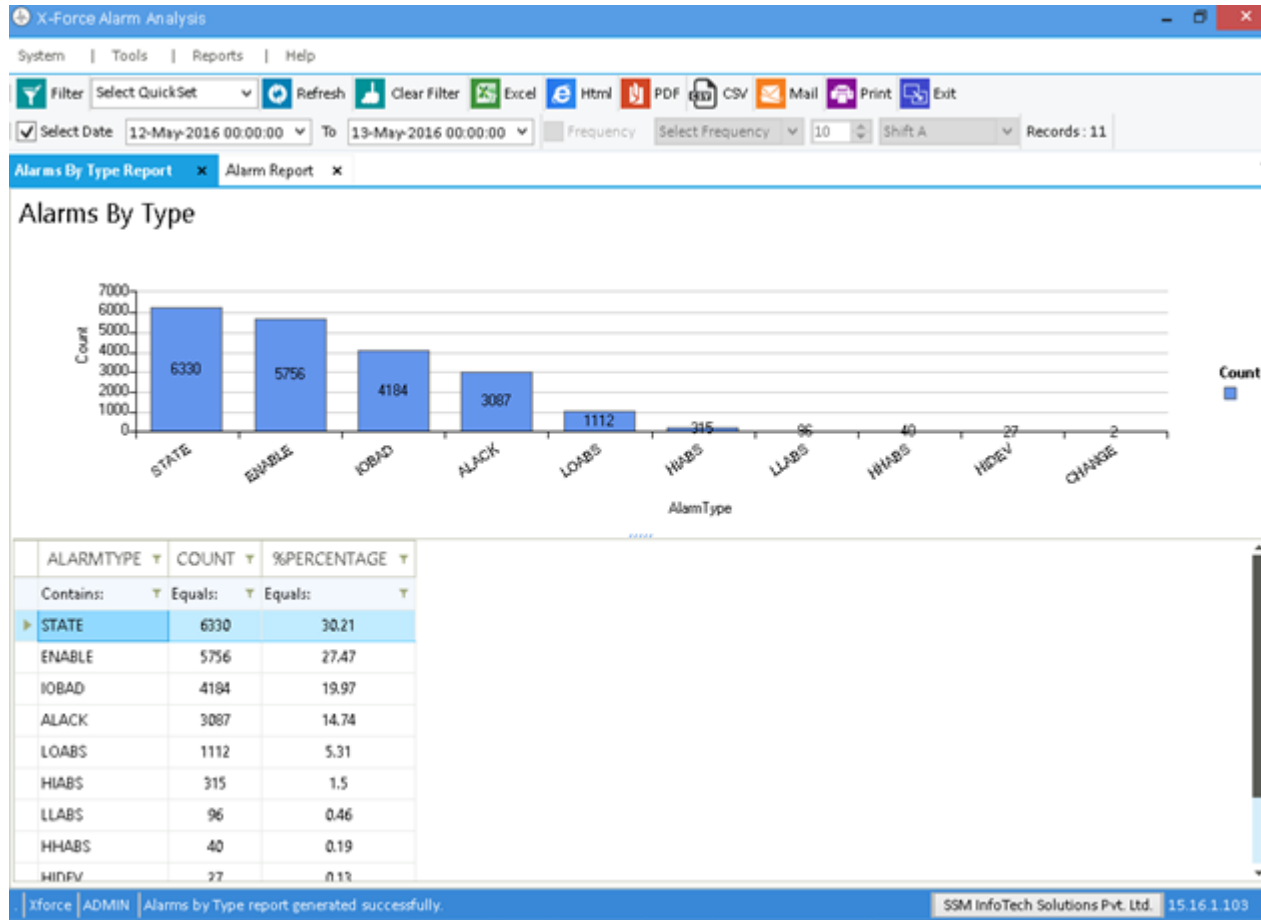 X-Force Alarm Analysis
System | Tools | Reports | Help
Filter Select QuickSet Refresh Clear Filter Excel Html PDF CSV Mail Print Exit
Select Date 12-May-2016 00:00:00 To 13-May-2016 00:00:00 Frequency Select Frequency 10 Shift A Records : 11
Alarms By Type Report x Alarm Report x
Alarms By Type
7000
6000
5000
4000
3000
2000
1000
0
Count
6330 5756 4184 3087 1112 315 96 40 27 2
STATE ENABLE IOBAD ALACK LOABS HIABS LLABS HHABS HIDEV CHANGE
AlarmType
Count
ALARMTYPE COUNT %PERCENTAGE
Contains: Equals: Equals:
STATE 6330 30.21
ENABLE 5756 27.47
IOBAD 4184 19.97
ALACK 3087 14.74
LOABS 1112 5.31
HIABS 315 1.5
LLABS 96 0.46
HHABS 40 0.19
HIDEV 27 0.13
. Xforce ADMIN Alarms by Type report generated successfully. SSM InfoTech Solutions Pvt. Ltd. 15.16.1.103